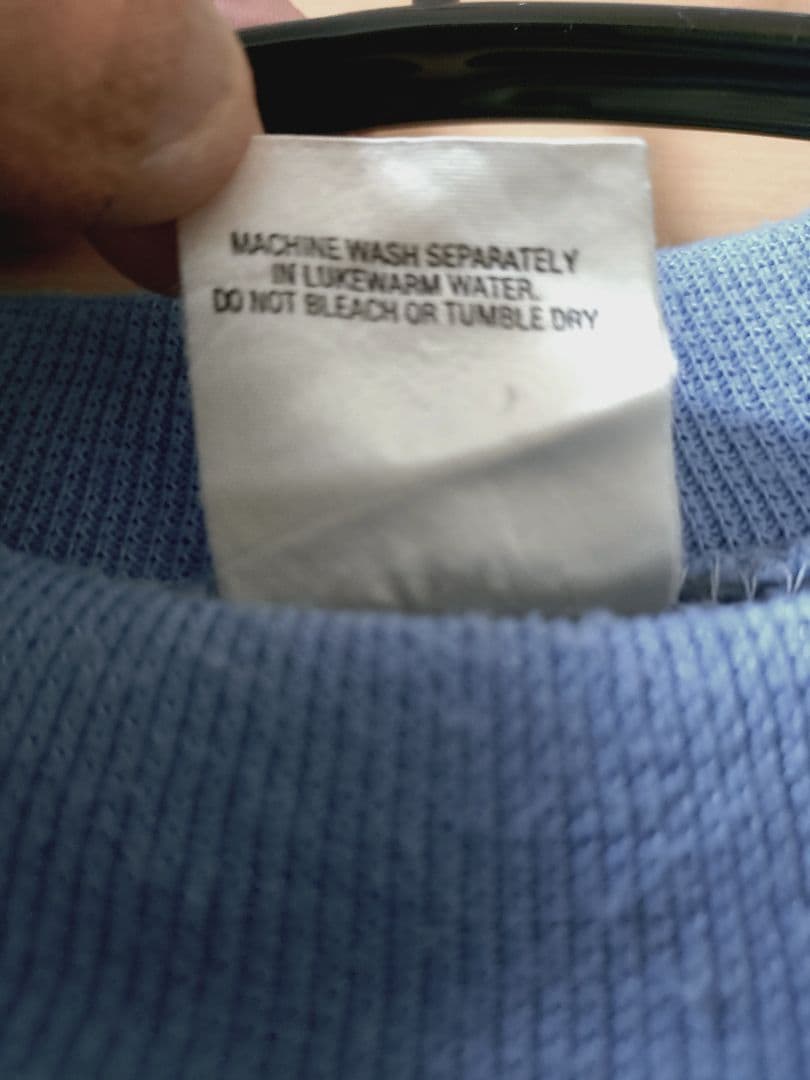 MACHINE WASH SEPARATELY
IN LUKEWARM WATER.
DO NOT BLEACH OR TUMBLE DRY